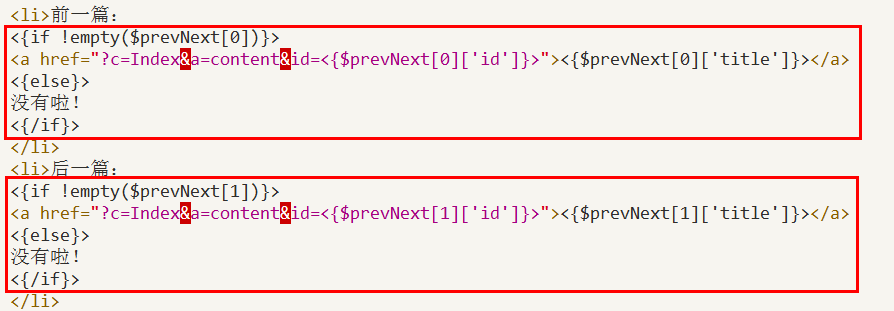 <li>前一篇：
<{if !empty($prevNext[0])}>
<a href="?c=Index&a=content&id=<{$prevNext[0]['id']}>"><{$prevNext[0]['title']}></a>
<{else}>
没有啦！
<{/if}>
</li>
<li>后一篇：
<{if !empty($prevNext[1])}>
<a href="?c=Index&a=content&id=<{$prevNext[1]['id']}>"><{$prevNext[1]['title']}></a>
<{else}>
没有啦！
<{/if}>
</li>